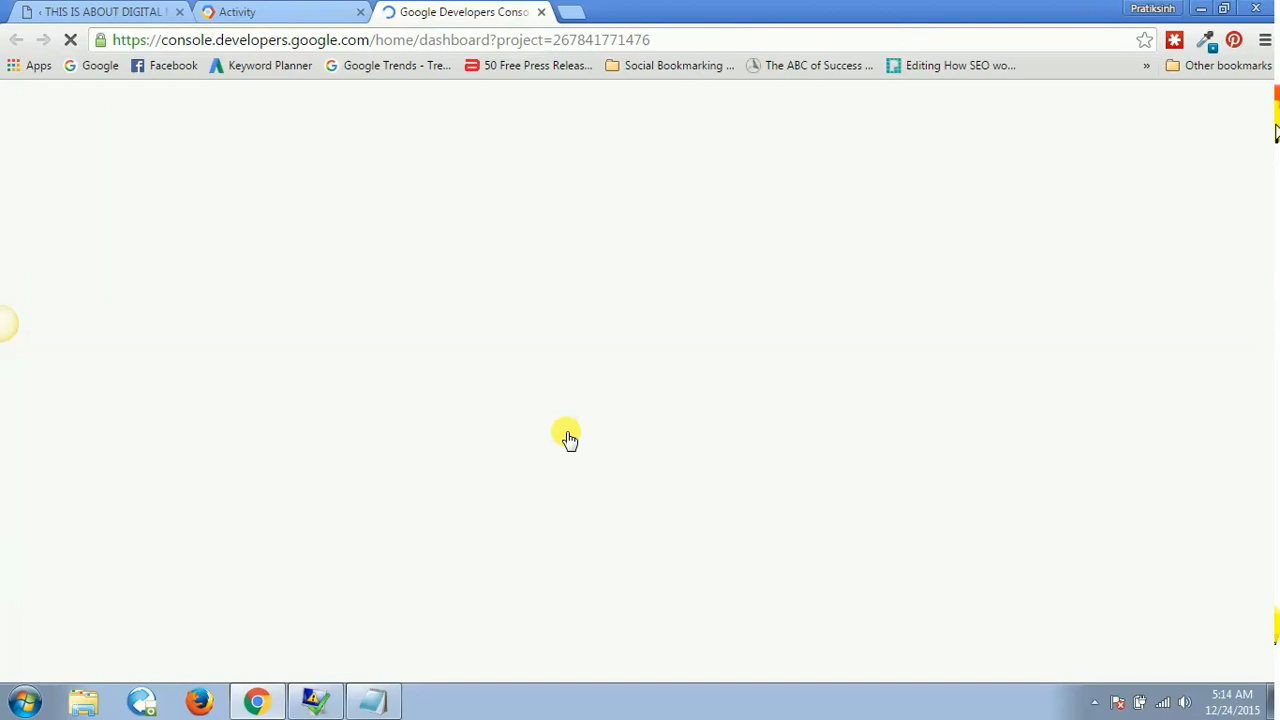 ‹ THIS IS ABOUT DIGITAL
Activity
Google Developers Conso
Pratiksinh
https://console.developers.google.com/home/dashboard?project=267841771476
Apps
Google
Facebook
Keyword Planner
Google Trends - Tre...
50 Free Press Releas...
Social Bookmarking ...
The ABC of Success ...
Editing How SEO wo...
»
Other bookmarks
5:14 AM
12/24/2015